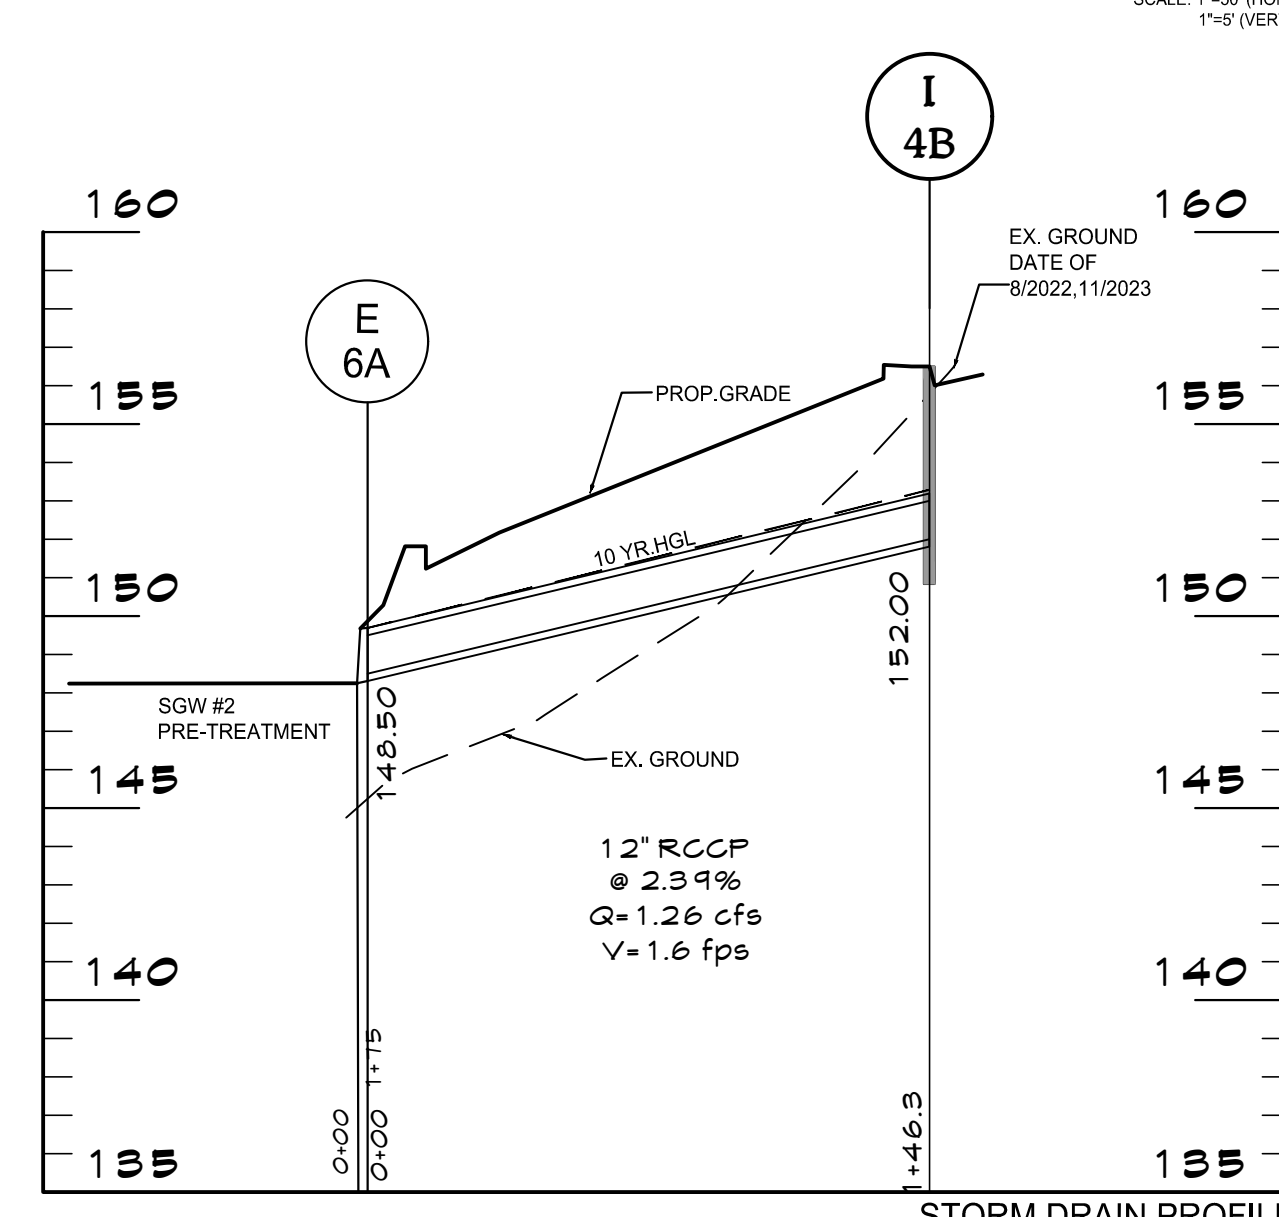 1"=5' (VER
I
4B
160
160
EX. GROUND
DATE OF
8/2022,11/2023
E
6A
155
PROP.GRADE
155
10 YR.HGL
150
152.00
150
SGW #2
PRE-TREATMENT
148.50
EX. GROUND
145
145
12" RCCP
@ 2.39%
Q=1.26 cfs
V=1.6 fps
140
140
1+75
0+00
0+00
1+46.3
135
135
STORM DRAIN PROFIL